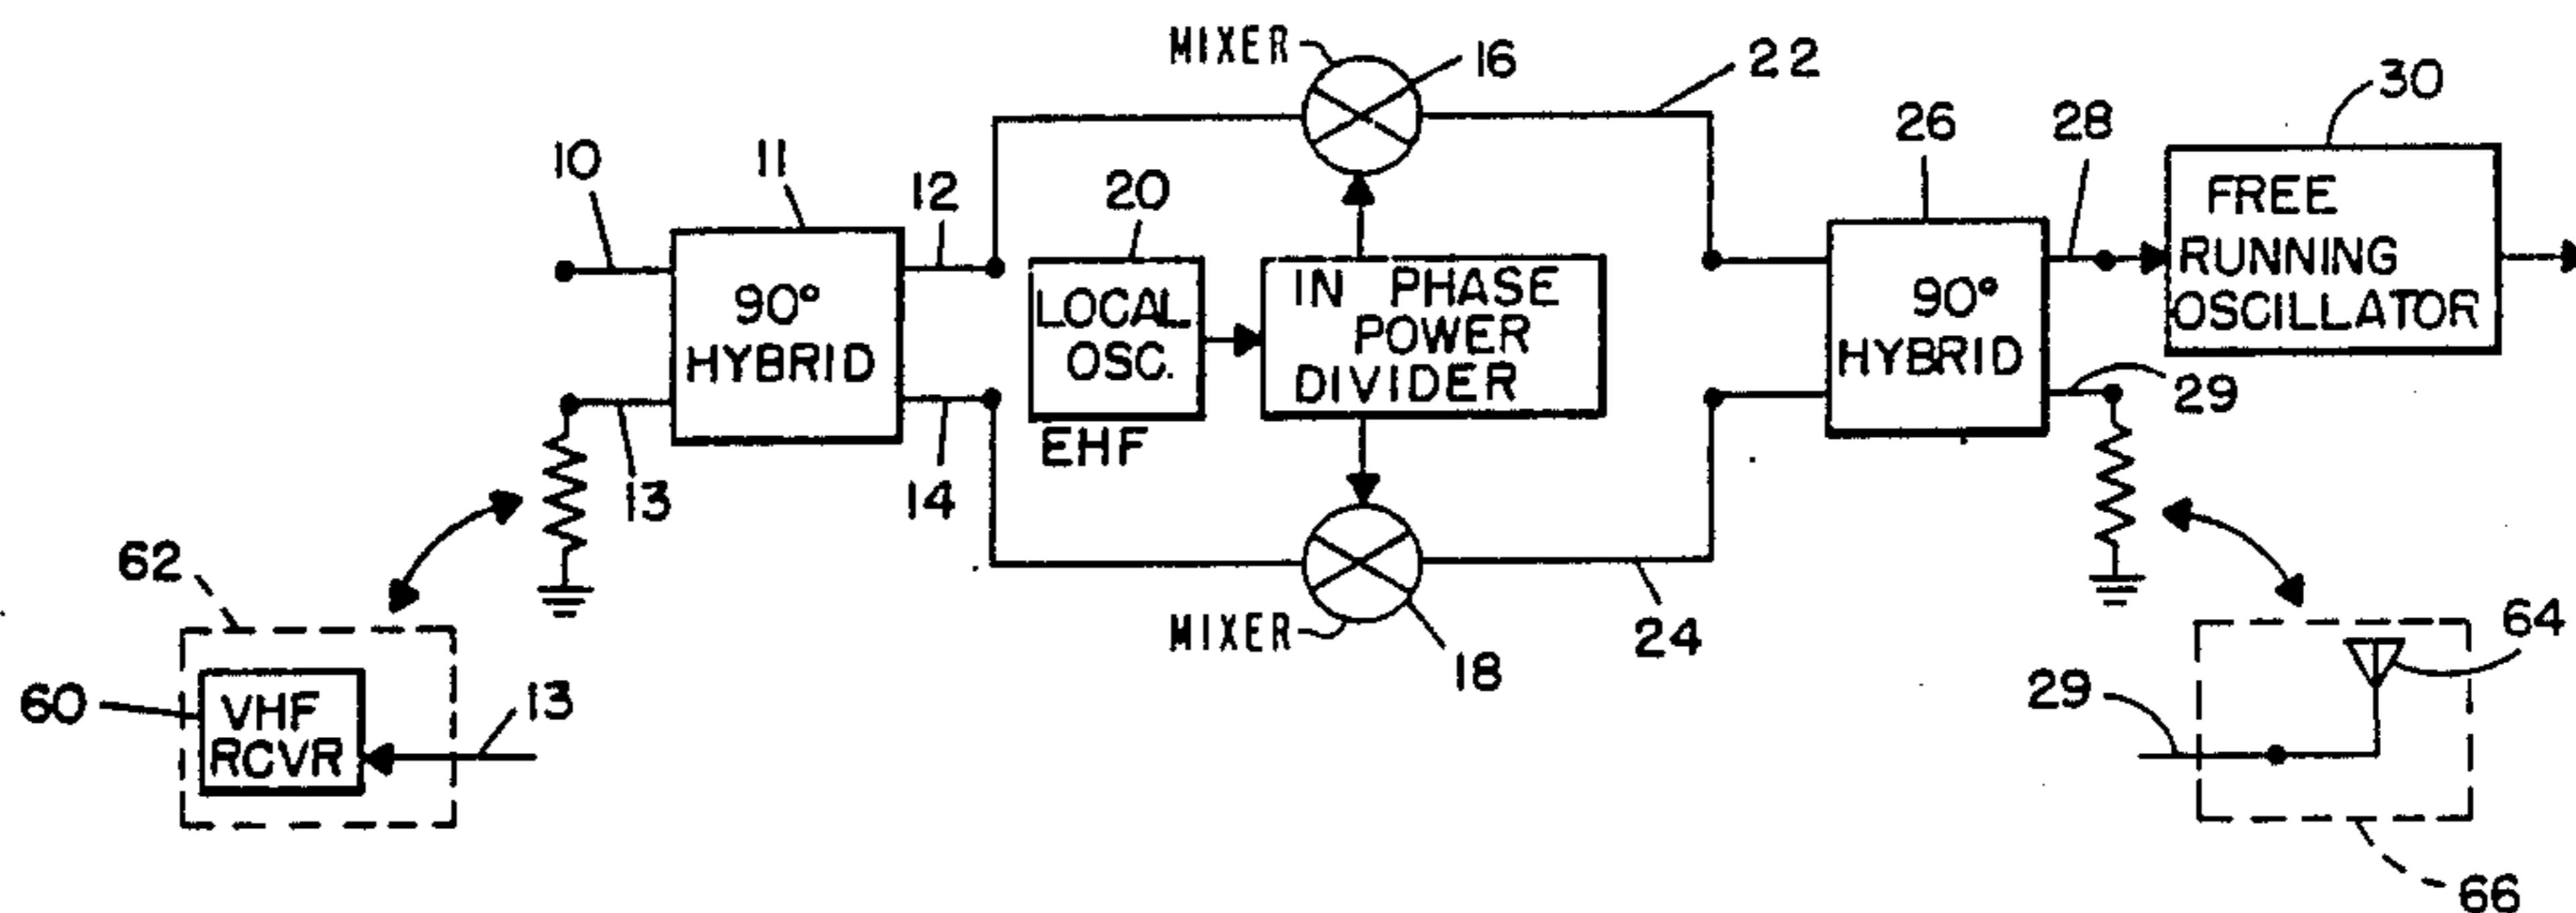 MIXER
16
22
30
10
11
12
20
26
28
90°
HYBRID
LOCAL
OSC.
EHF
IN PHASE
POWER
DIVIDER
90°
HYBRID
FREE
RUNNING
OSCILLATOR
13
14
29
62
MIXER
18
24
64
60
VHF
RCVR
13
29
66